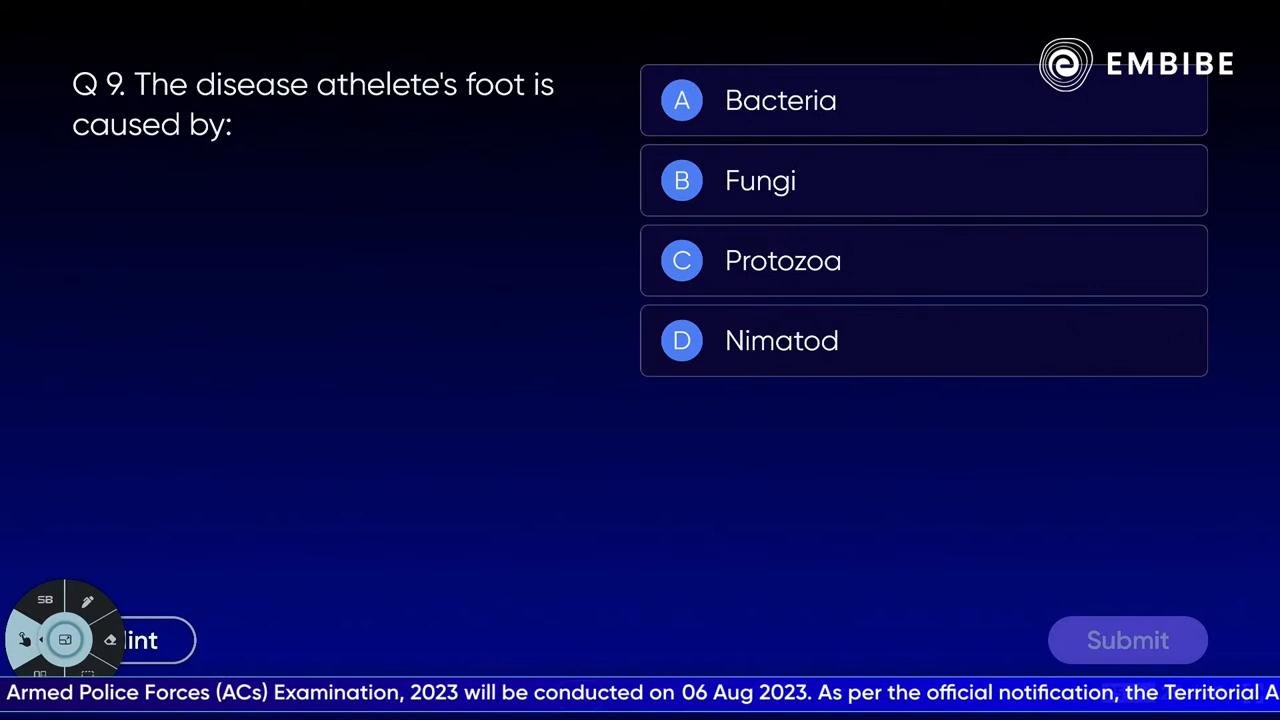 EMBIBE
Q 9. The disease athelete's foot is
caused by:
A Bacteria
B Fungi
C Protozoa
D Nimatod
SB
Submit
Armed Police Forces (ACs) Examination, 2023 will be conducted on 06 Aug 2023. As per the official notification, the Territorial A